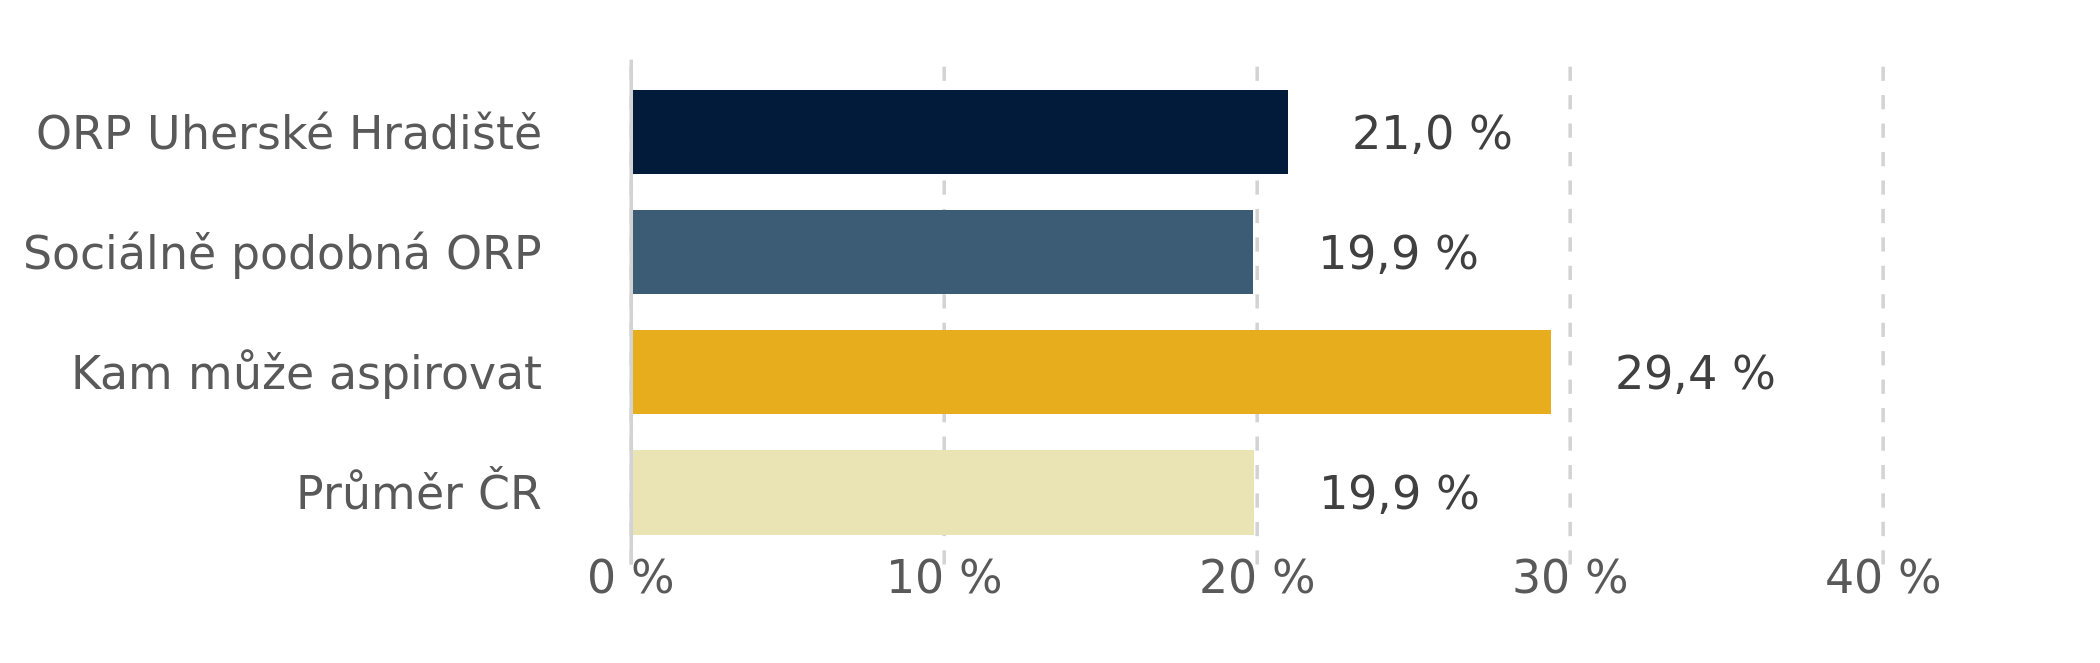 ORP Uherské Hradiště 21,0 %
Sociálně podobná ORP 19,9 %
Kam může aspirovat 29,4 %
Průměr ČR 19,9 %
0 % 10 % 20 % 30 % 40 %